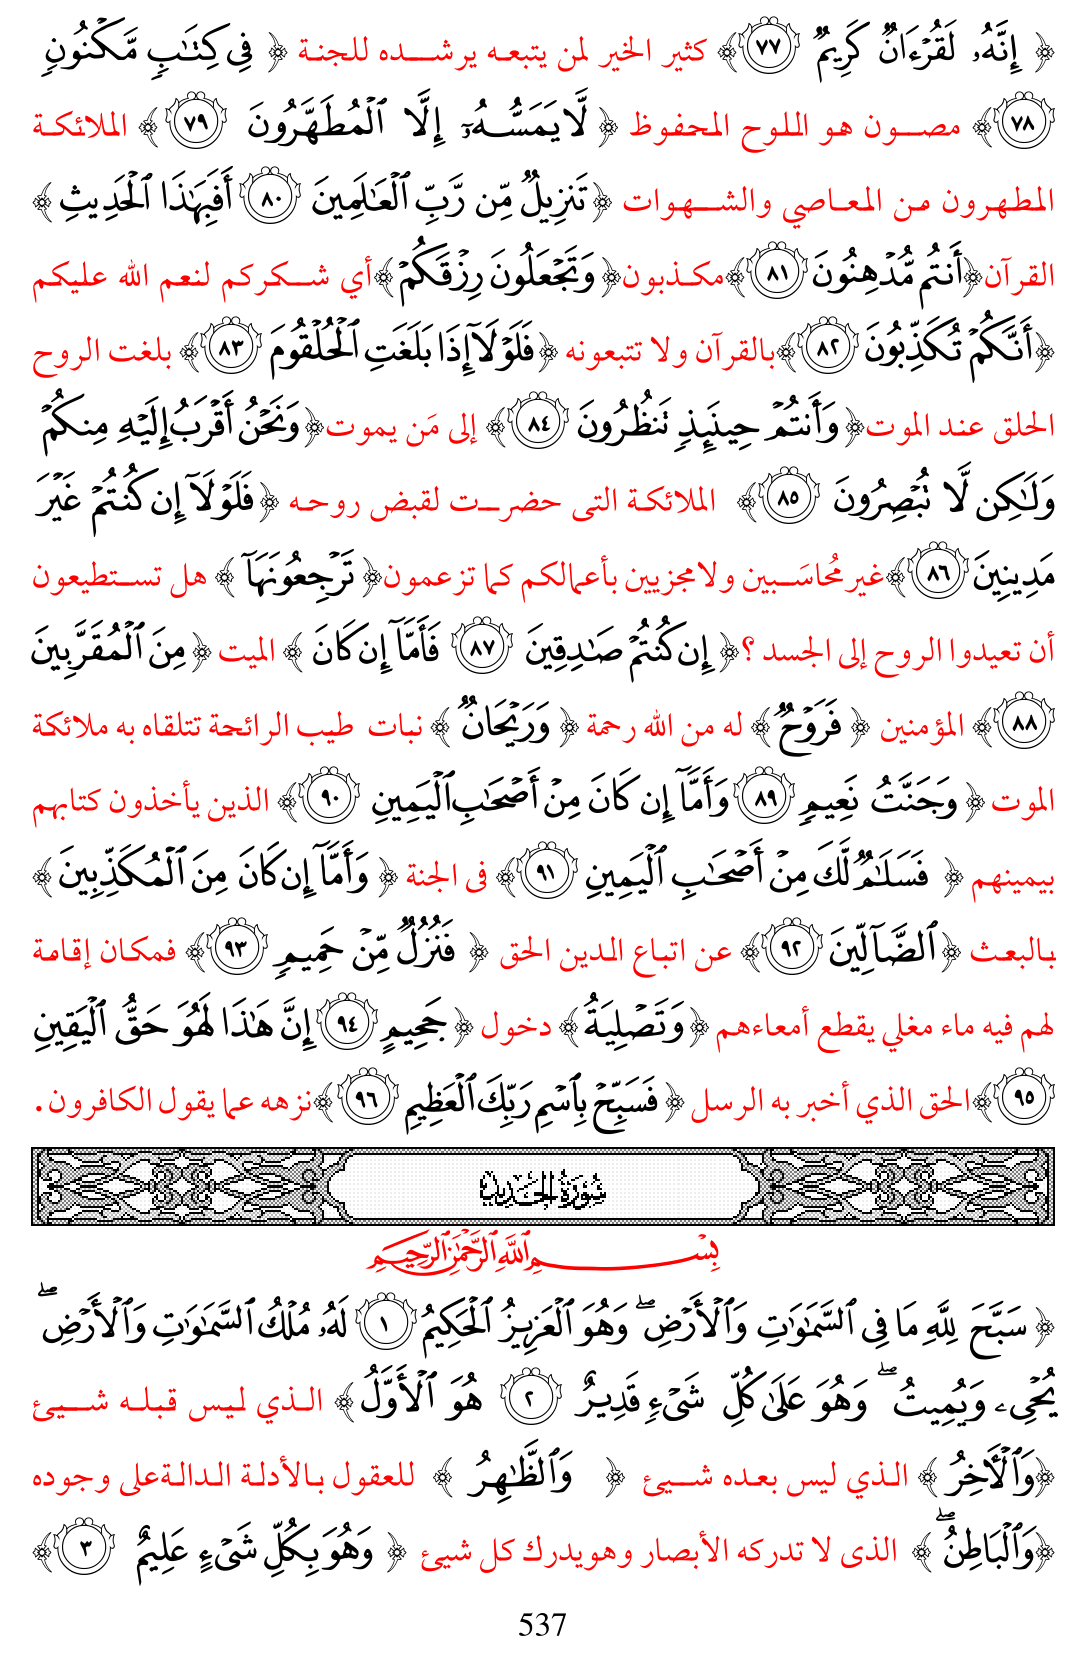 ﴿ إِنَّهُۥ لَقُرْءَانٌ كَرِيمٌ ٧٧ ﴾ كثير الخير لمن يتبعه يرشده للجنة ﴿ فِى كِتَٰبٍ مَّكْنُونٍ
٧٨ ﴾ مصون هو اللوح المحفوظ ﴿ لَّا يَمَسُّهُۥٓ إِلَّا ٱلْمُطَهَّرُونَ ٧٩ ﴾ الملائكة
المطهرون من المعاصي والشهوات ﴿ تَنزِيلٌ مِّن رَّبِّ ٱلْعَٰلَمِينَ ٨٠ أَفَبِهَٰذَا ٱلْحَدِيثِ ﴾
القرآن ﴿ أَنتُم مُّدْهِنُونَ ٨١ ﴾ مكذبون ﴿ وَتَجْعَلُونَ رِزْقَكُمْ ﴾ أي شكركم لنعم الله عليكم
﴿ أَنَّكُمْ تُكَذِّبُونَ ٨٢ ﴾ بالقرآن ولا تتبعونه ﴿ فَلَوْلَآ إِذَا بَلَغَتِ ٱلْحُلْقُومَ ٨٣ ﴾ بلغت الروح
الحلق عند الموت ﴿ وَأَنتُمْ حِينَئِذٍ تَنظُرُونَ ٨٤ ﴾ إلى مَن يموت ﴿ وَنَحْنُ أَقْرَبُ إِلَيْهِ مِنكُمْ
وَلَٰكِن لَّا تُبْصِرُونَ ٨٥ ﴾ الملائكة التى حضرت لقبض روحه ﴿ فَلَوْلَآ إِن كُنتُمْ غَيْرَ
مَدِينِينَ ٨٦ ﴾ غير مُحاسَبين ولا مجزيين بأعمالكم كما تزعمون ﴿ تَرْجِعُونَهَآ ﴾ هل تستطيعون
أن تعيدوا الروح إلى الجسد ؟ ﴿ إِن كُنتُمْ صَٰدِقِينَ ٨٧ فَأَمَّآ إِن كَانَ ﴾ الميت ﴿ مِنَ ٱلْمُقَرَّبِينَ
٨٨ ﴾ المؤمنين ﴿ فَرَوْحٌ ﴾ له من الله رحمة ﴿ وَرَيْحَانٌ ﴾ نبات طيب الرائحة تتلقاه به ملائكة
الموت ﴿ وَجَنَّتُ نَعِيمٍ ٨٩ وَأَمَّآ إِن كَانَ مِنْ أَصْحَٰبِ ٱلْيَمِينِ ٩٠ ﴾ الذين يأخذون كتابهم
بيمينهم ﴿ فَسَلَٰمٌ لَّكَ مِنْ أَصْحَٰبِ ٱلْيَمِينِ ٩١ ﴾ فى الجنة ﴿ وَأَمَّآ إِن كَانَ مِنَ ٱلْمُكَذِّبِينَ ﴾
بالبعث ﴿ ٱلضَّآلِّينَ ٩٢ ﴾ عن اتباع الدين الحق ﴿ فَنُزُلٌ مِّنْ حَمِيمٍ ٩٣ ﴾ فمكان إقامة
لهم فيه ماء مغلي يقطع أمعاءهم ﴿ وَتَصْلِيَةُ ﴾ دخول ﴿ جَحِيمٍ ٩٤ إِنَّ هَٰذَا لَهُوَ حَقُّ ٱلْيَقِينِ
٩٥ ﴾ الحق الذي أخبر به الرسل ﴿ فَسَبِّحْ بِٱسْمِ رَبِّكَ ٱلْعَظِيمِ ٩٦ ﴾ نزهه عما يقول الكافرون .
سُورَةُ الحَدِيد
بِسْمِ ٱللَّهِ ٱلرَّحْمَٰنِ ٱلرَّحِيمِ
﴿ سَبَّحَ لِلَّهِ مَا فِى ٱلسَّمَٰوَٰتِ وَٱلْأَرْضِ ۖ وَهُوَ ٱلْعَزِيزُ ٱلْحَكِيمُ ١ لَهُۥ مُلْكُ ٱلسَّمَٰوَٰتِ وَٱلْأَرْضِ ۖ
يُحْىِۦ وَيُمِيتُ ۖ وَهُوَ عَلَىٰ كُلِّ شَىْءٍ قَدِيرٌ ٢ هُوَ ٱلْأَوَّلُ ﴾ الذي ليس قبله شيئ
﴿ وَٱلْءَاخِرُ ﴾ الذي ليس بعده شيئ ﴿ وَٱلظَّٰهِرُ ﴾ للعقول بالأدلة الدالةعلى وجوده
﴿ وَٱلْبَاطِنُ ۖ ﴾ الذى لا تدركه الأبصار وهويدرك كل شيئ ﴿ وَهُوَ بِكُلِّ شَىْءٍ عَلِيمٌ ٣ ﴾
537